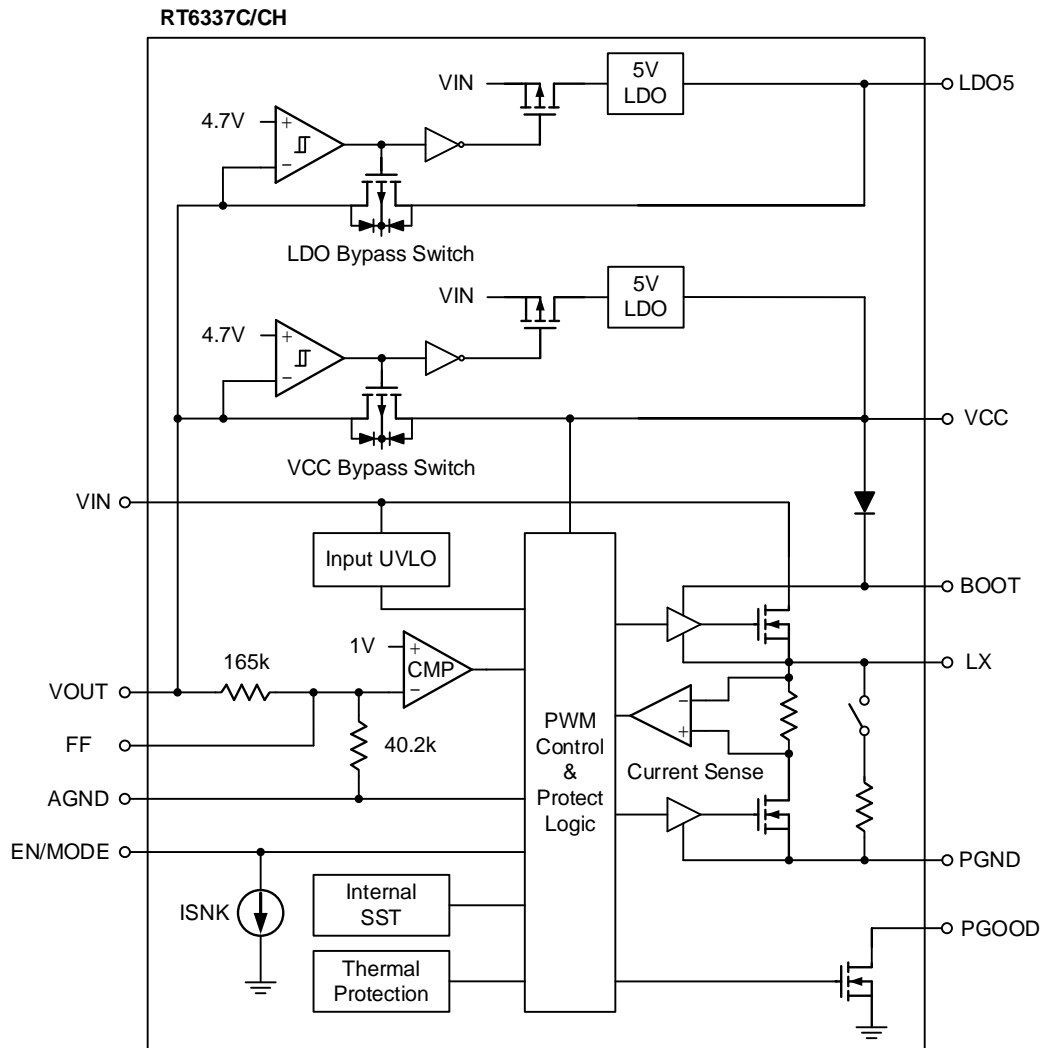 RT6337C/CH
VIN
5V
LDO
LDO5
4.7V
+
−
LDO Bypass Switch
VIN
5V
LDO
4.7V
+
−
VCC
VCC Bypass Switch
VIN
Input UVLO
BOOT
1V
+
CMP
−
165k
LX
VOUT
FF
40.2k
PWM
Control
&
Protect
Logic
−
+
Current Sense
AGND
EN/MODE
PGND
ISNK
Internal
SST
PGOOD
Thermal
Protection